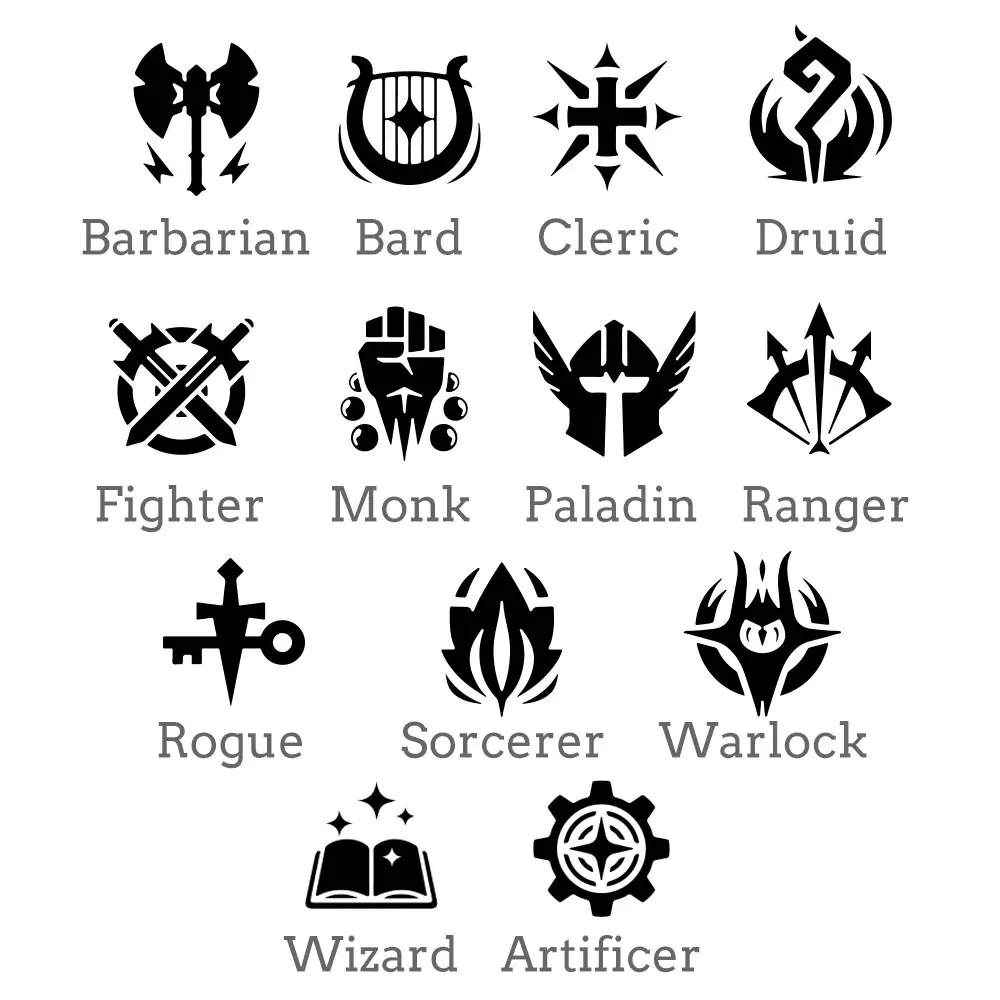 Barbarian Bard Cleric Druid
Fighter Monk Paladin Ranger
Rogue Sorcerer Warlock
Wizard Artificer